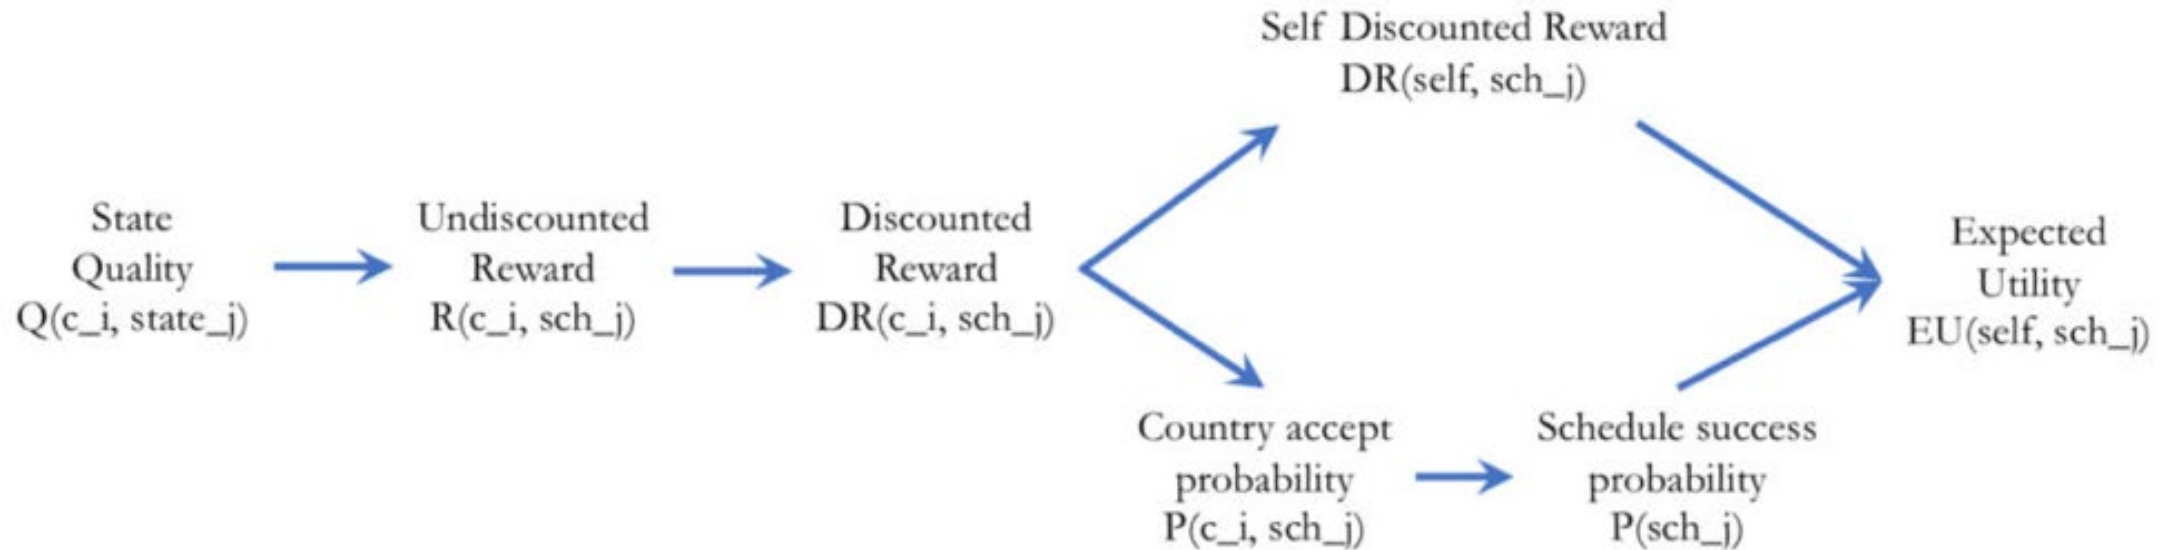 State
Quality
Q(c_i, state_j)
Undiscounted
Reward
R(c_i, sch_j)
Discounted
Reward
DR(c_i, sch_j)
Self Discounted Reward
DR(self, sch_j)
Country accept
probability
P(c_i, sch_j)
Schedule success
probability
P(sch_j)
Expected
Utility
EU(self, sch_j)